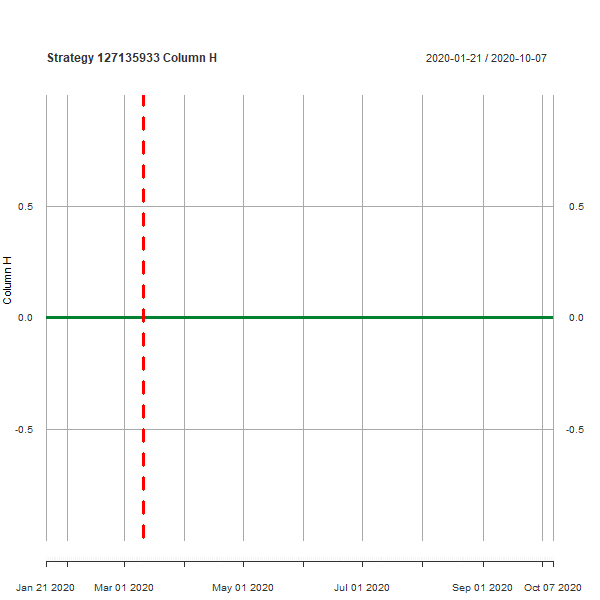 Strategy 127135933 Column H
2020-01-21 / 2020-10-07
0.5
0.5
Column H
0.0
0.0
-0.5
-0.5
Jan 21 2020
Mar 01 2020
May 01 2020
Jul 01 2020
Sep 01 2020
Oct 07 2020